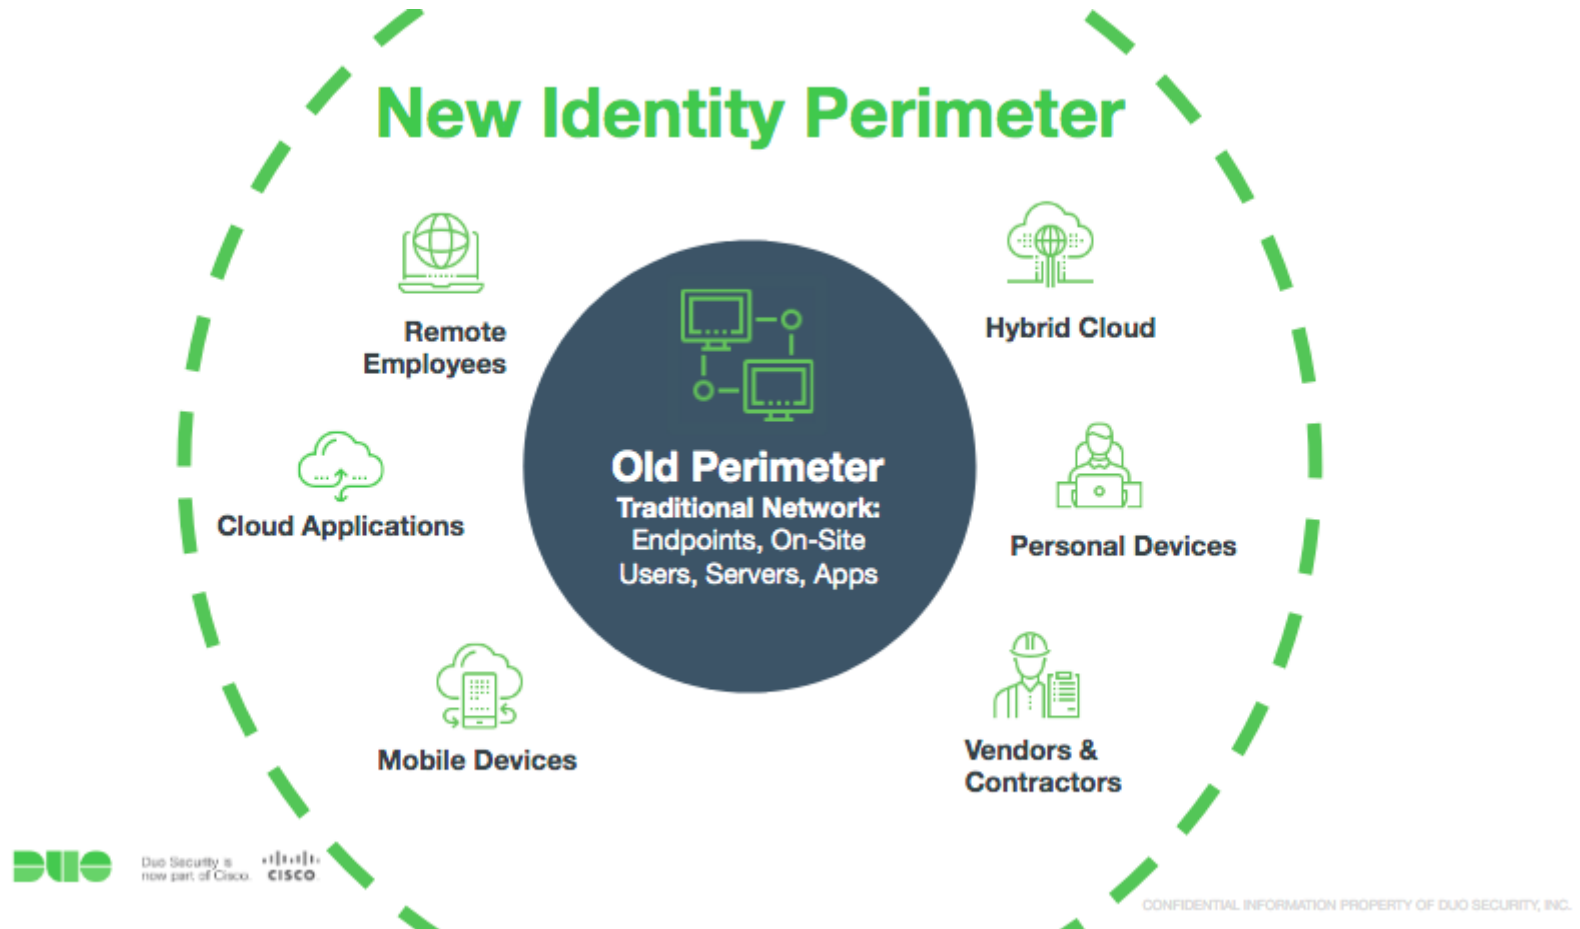 New Identity Perimeter
Remote
Employees
Hybrid Cloud
Cloud Applications
Old Perimeter
Traditional Network:
Endpoints, On-Site
Users, Servers, Apps
Personal Devices
Mobile Devices
Vendors &
Contractors
DUO
Duo Security is
now part of Cisco.
CISCO
CONFIDENTIAL INFORMATION PROPERTY OF DUO SECURITY, INC.